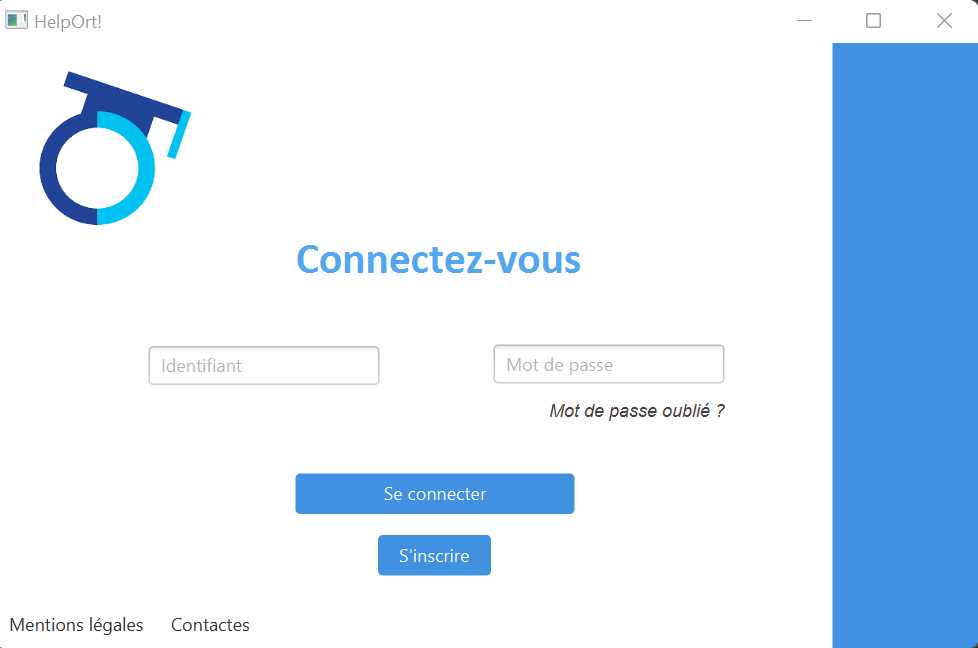 HelpOrt!
Connectez-vous
Identifiant
Mot de passe
Mot de passe oublié ?
Se connecter
S'inscrire
Mentions légales
Contactes